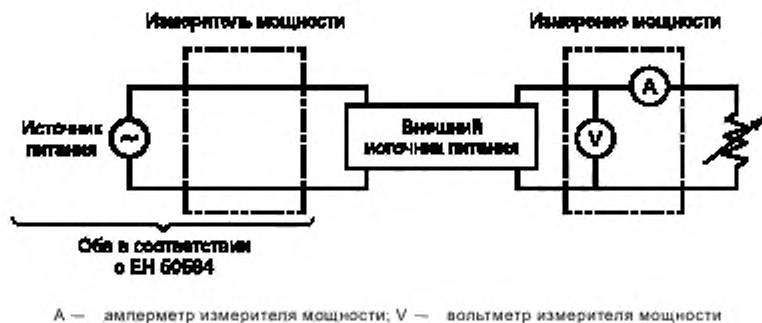 Измеритель мощности
Измерение мощности
A
Источник
питания
~
Внешний
источник питания
V
Оба в соответствии
с ЕН 50564
А — амперметр измерителя мощности; V — вольтметр измерителя мощности